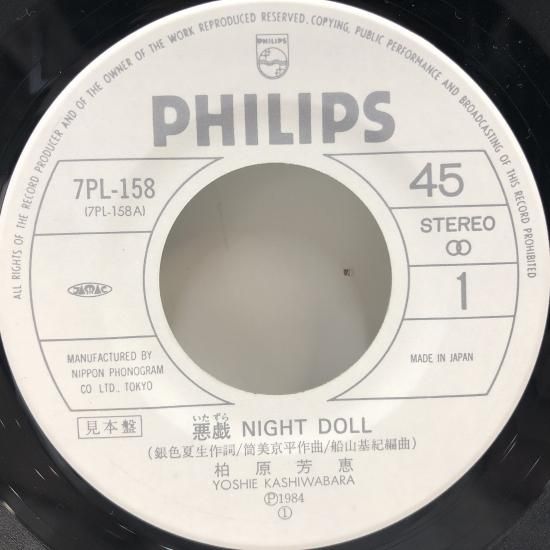 ALL RIGHTS OF THE RECORD PRODUCER AND OF THE OWNER OF THE WORK REPRODUCED RESERVED. COPYING, PUBLIC PERFORMANCE AND BROADCASTING OF THIS RECORD PROHIBITED
PHILIPS
PHILIPS
7PL-158
(7PL-158A)
45
STEREO
1
JASRAC
MANUFACTURED BY
NIPPON PHONOGRAM
CO LTD., TOKYO
MADE IN JAPAN
いたずら
見本盤 悪戯 NIGHT DOLL
(銀色夏生作詞/筒美京平作曲/船山基紀編曲)
柏原芳恵
YOSHIE KASHIWABARA
Ⓟ1984
①